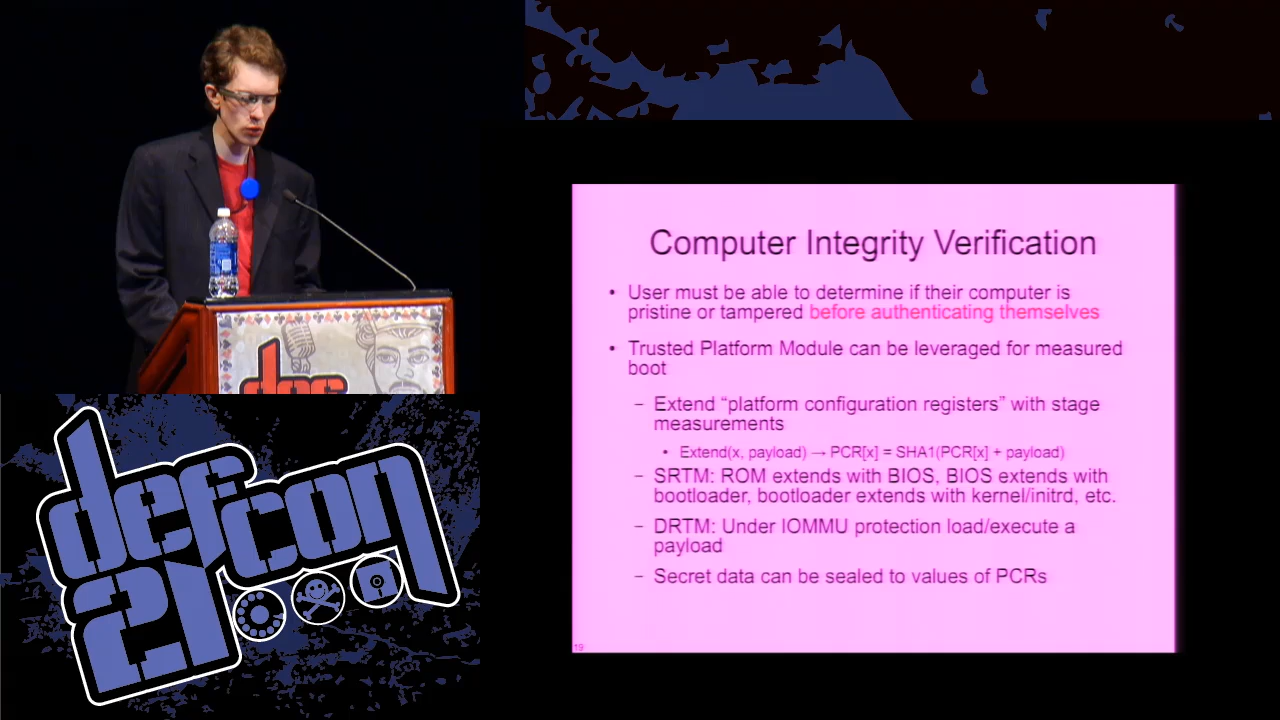 Computer Integrity Verification
• User must be able to determine if their computer is
pristine or tampered before authenticating themselves
• Trusted Platform Module can be leveraged for measured
boot
– Extend “platform configuration registers” with stage
measurements
• Extend(x, payload) → PCR[x] = SHA1(PCR[x] + payload)
– SRTM: ROM extends with BIOS, BIOS extends with
bootloader, bootloader extends with kernel/initrd, etc.
– DRTM: Under IOMMU protection load/execute a
payload
– Secret data can be sealed to values of PCRs
19
defcon
21